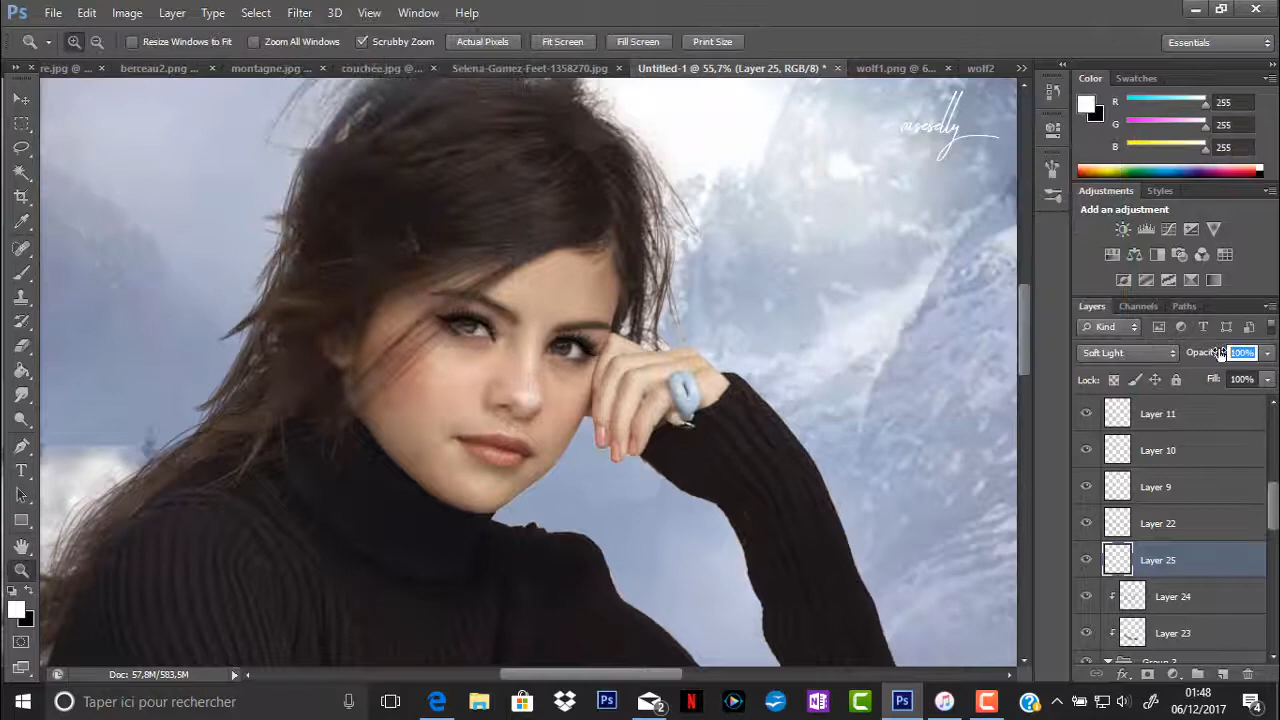 Ps File Edit Image Layer Type Select Filter 3D View Window Help
Resize Windows to Fit Zoom All Windows Scrubby Zoom Actual Pixels Fit Screen Fill Screen Print Size Essentials
re.jpg @ ... × berceau2.png ... × montagne.jpg ... × couchée.jpg @... × Selena-Gomez-Feet-1358270.jpg × Untitled-1 @ 55,7% (Layer 25, RGB/8) * × wolf1.png @ 6... × wolf2
Color Swatches
R 255
G 255
B 255
Adjustments Styles
Add an adjustment
Layers Channels Paths
Kind
Soft Light Opacity 100%
Lock: Fill: 100%
Layer 11
Layer 10
Layer 9
Layer 22
Layer 25
Layer 24
Layer 23
Doc: 57,8M/583,5M
Taper ici pour rechercher
2
01:48
06/12/2017
4